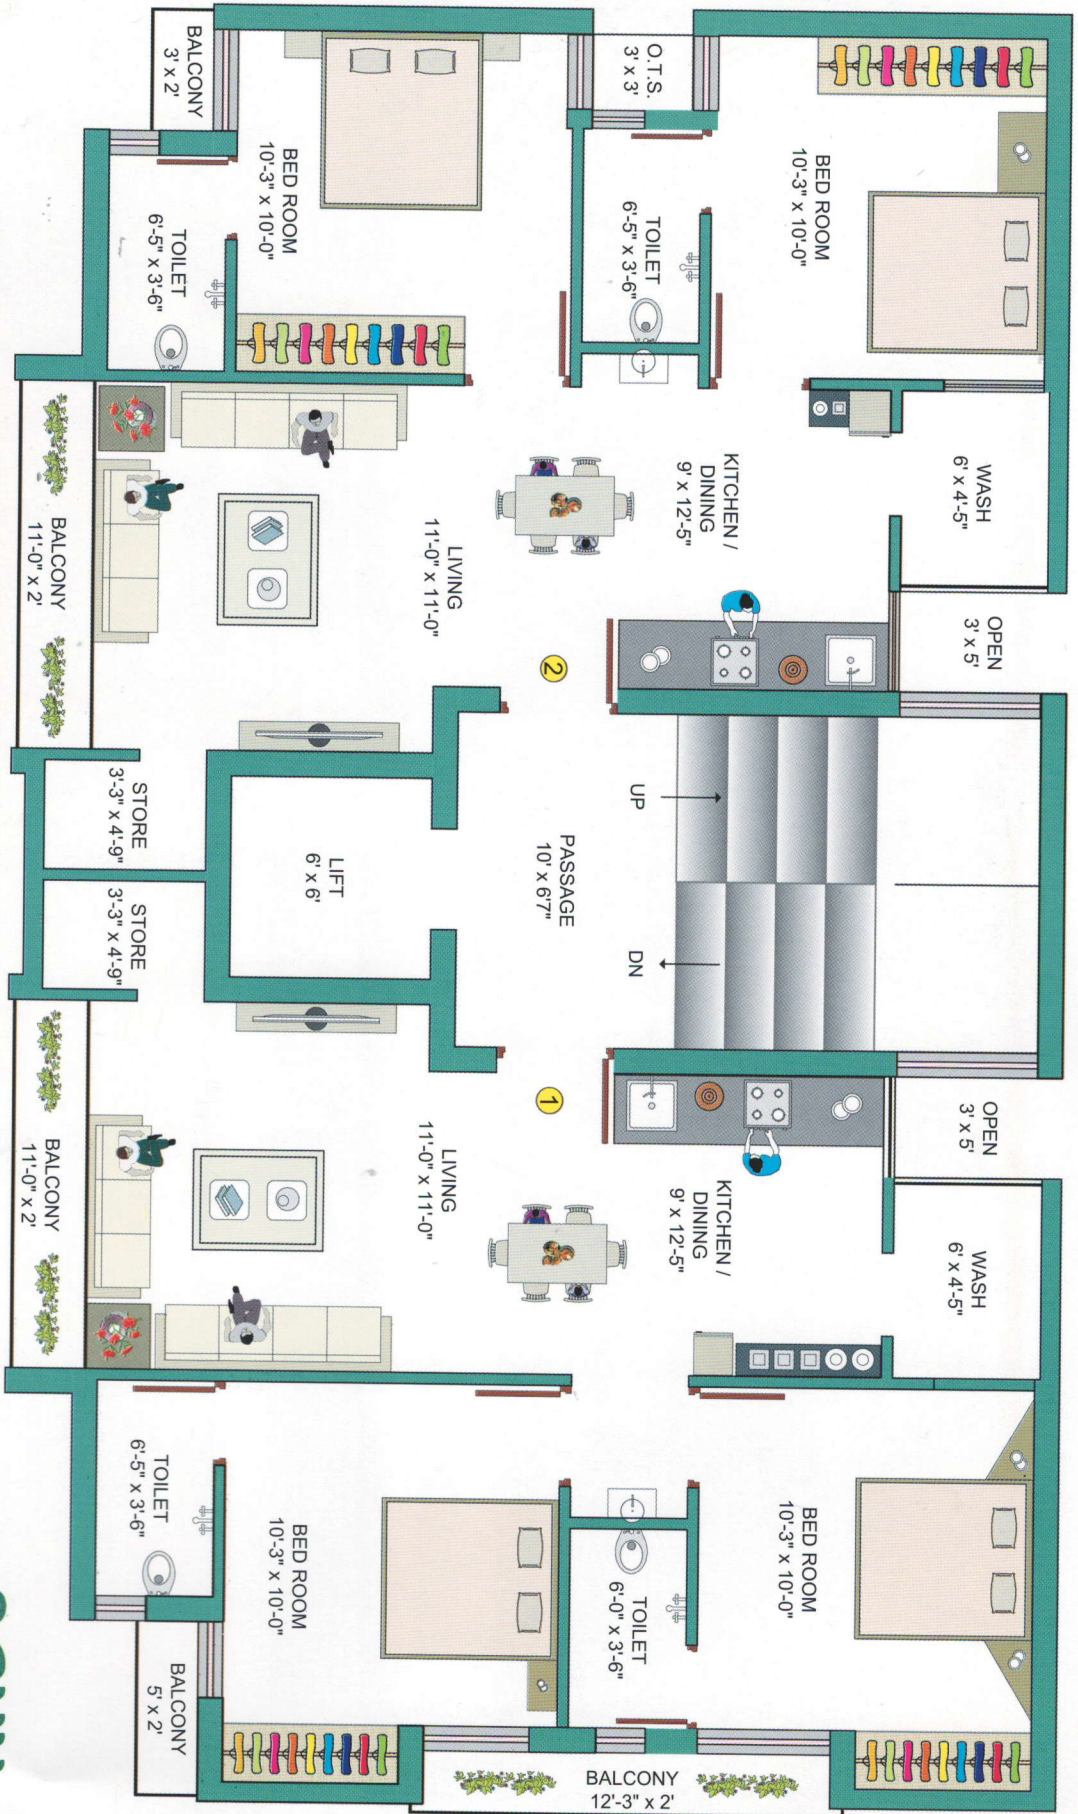 BALCONY
3' x 2'
BED ROOM
10'-3" x 10'-0"
O.T.S.
3' x 3'
BED ROOM
10'-3" x 10'-0"
TOILET
6'-5" x 3'-6"
TOILET
6'-5" x 3'-6"
WASH
6' x 4'-5"
KITCHEN /
DINING
9' x 12'-5"
BALCONY
11'-0" x 2'
LIVING
11'-0" x 11'-0"
OPEN
3' x 5'
2
STORE
3'-3" x 4'-9"
STORE
3'-3" x 4'-9"
LIFT
6' x 6'
PASSAGE
10' x 6'7"
UP
DN
1
OPEN
3' x 5'
BALCONY
11'-0" x 2'
LIVING
11'-0" x 11'-0"
KITCHEN /
DINING
9' x 12'-5"
WASH
6' x 4'-5"
TOILET
6'-5" x 3'-6"
BED ROOM
10'-3" x 10'-0"
TOILET
6'-0" x 3'-6"
BED ROOM
10'-3" x 10'-0"
BALCONY
5' x 2'
BALCONY
12'-3" x 2'